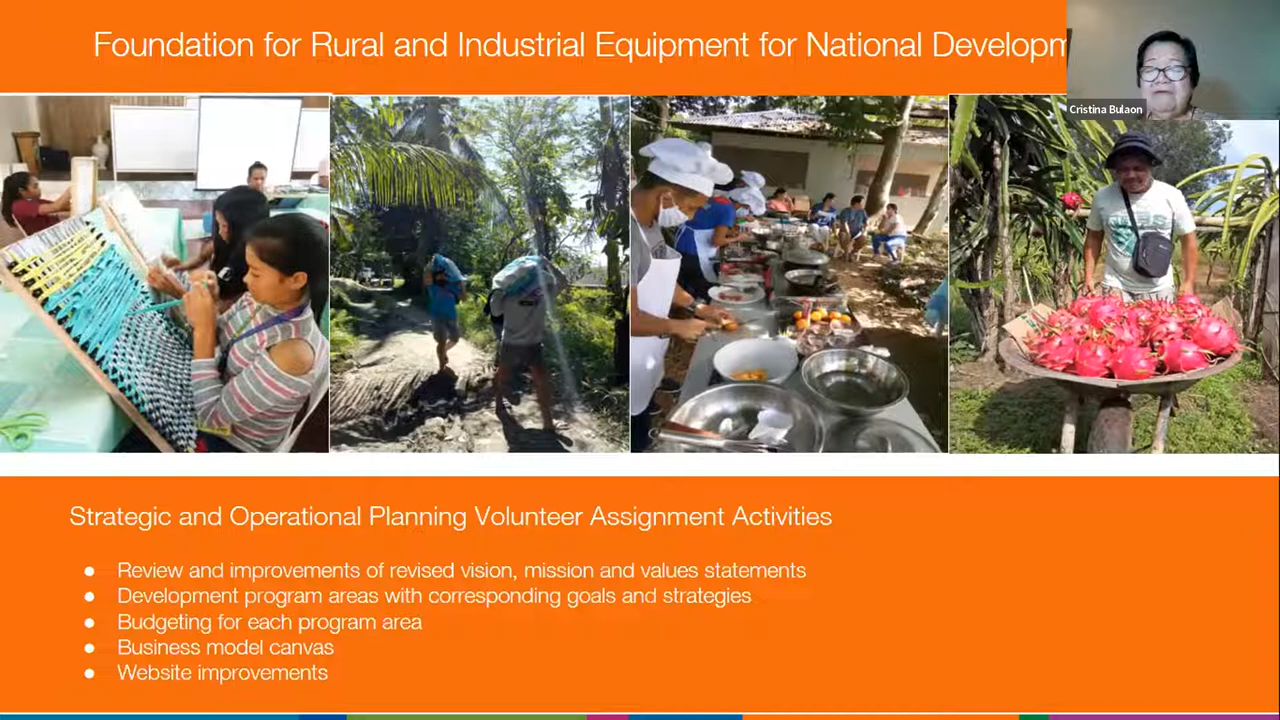 Foundation for Rural and Industrial Equipment for National Developm
Cristina Bulaon
Strategic and Operational Planning Volunteer Assignment Activities
● Review and improvements of revised vision, mission and values statements
● Development program areas with corresponding goals and strategies
● Budgeting for each program area
● Business model canvas
● Website improvements